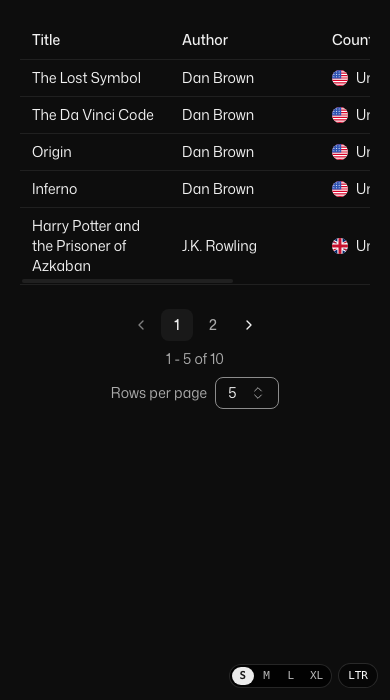 Title Author Count
The Lost Symbol Dan Brown Un
The Da Vinci Code Dan Brown Un
Origin Dan Brown Un
Inferno Dan Brown Un
Harry Potter and
the Prisoner of J.K. Rowling Un
Azkaban
1 2
1 - 5 of 10
Rows per page 5
S M L XL LTR